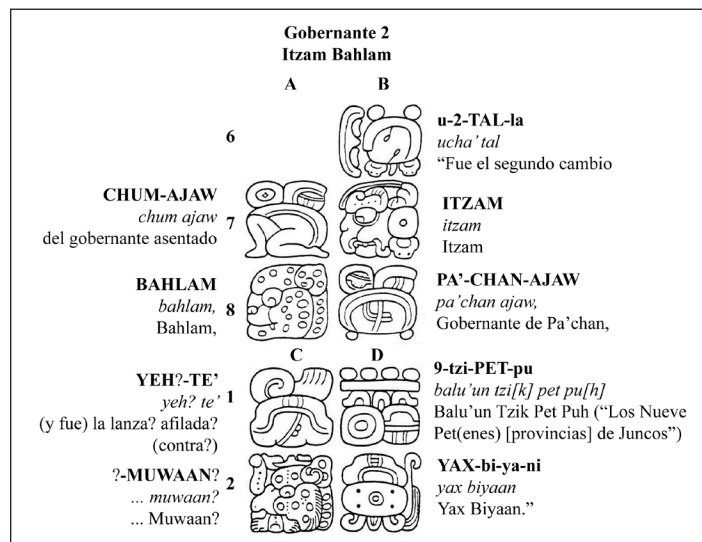 Gobernante 2
Itzam Bahlam
A B
6
u-2-TAL-la
ucha’ tal
“Fue el segundo cambio
CHUM-AJAW
chum ajaw
del gobernante asentado
7
ITZAM
itzam
Itzam
BAHLAM
bahlam,
Bahlam,
8
PA’-CHAN-AJAW
pa’chan ajaw,
Gobernante de Pa’chan,
C D
YEH?-TE’
yeh? te’
(y fue) la lanza? afilada?
(contra?)
1
9-tzi-PET-pu
balu’un tzi[k] pet pu[h]
Balu’un Tzik Pet Puh (“Los Nueve
Pet(enes) [provincias] de Juncos”)
?-MUWAAN?
... muwaan?
... Muwaan?
2
YAX-bi-ya-ni
yax biyaan
Yax Biyaan.”